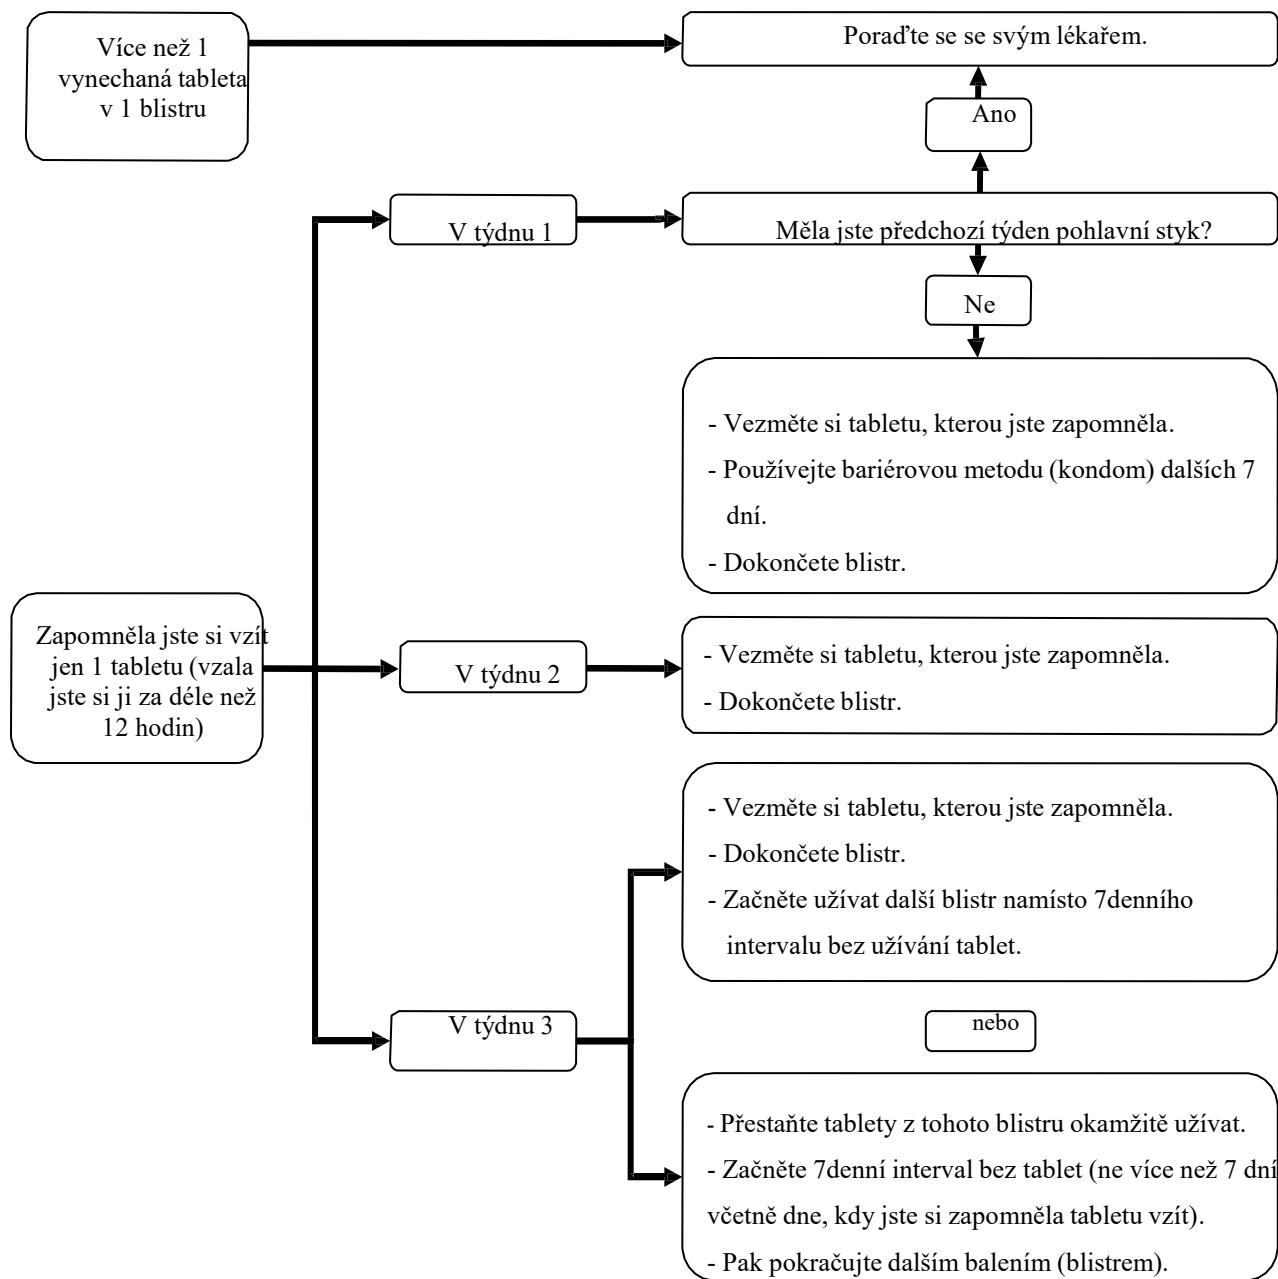 Více než 1
vynechaná tableta
v 1 blistru
Poraďte se se svým lékařem.
Ano
V týdnu 1
Měla jste předchozí týden pohlavní styk?
Ne
- Vezměte si tabletu, kterou jste zapomněla.
- Používejte bariérovou metodu (kondom) dalších 7
dní.
- Dokončete blistr.
Zapomněla jste si vzít
jen 1 tabletu (vzala
jste si ji za déle než
12 hodin)
V týdnu 2
- Vezměte si tabletu, kterou jste zapomněla.
- Dokončete blistr.
- Vezměte si tabletu, kterou jste zapomněla.
- Dokončete blistr.
- Začněte užívat další blistr namísto 7denního
intervalu bez užívání tablet.
V týdnu 3
nebo
- Přestaňte tablety z tohoto blistru okamžitě užívat.
- Začněte 7denní interval bez tablet (ne více než 7 dní
včetně dne, kdy jste si zapomněla tabletu vzít).
- Pak pokračujte dalším balením (blistrem).